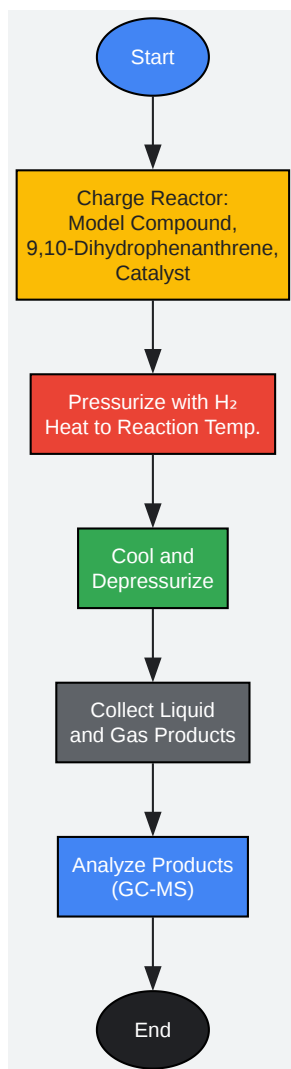 Start
Charge Reactor:
Model Compound,
9,10-Dihydrophenanthrene,
Catalyst
Pressurize with H₂
Heat to Reaction Temp.
Cool and
Depressurize
Collect Liquid
and Gas Products
Analyze Products
(GC-MS)
End